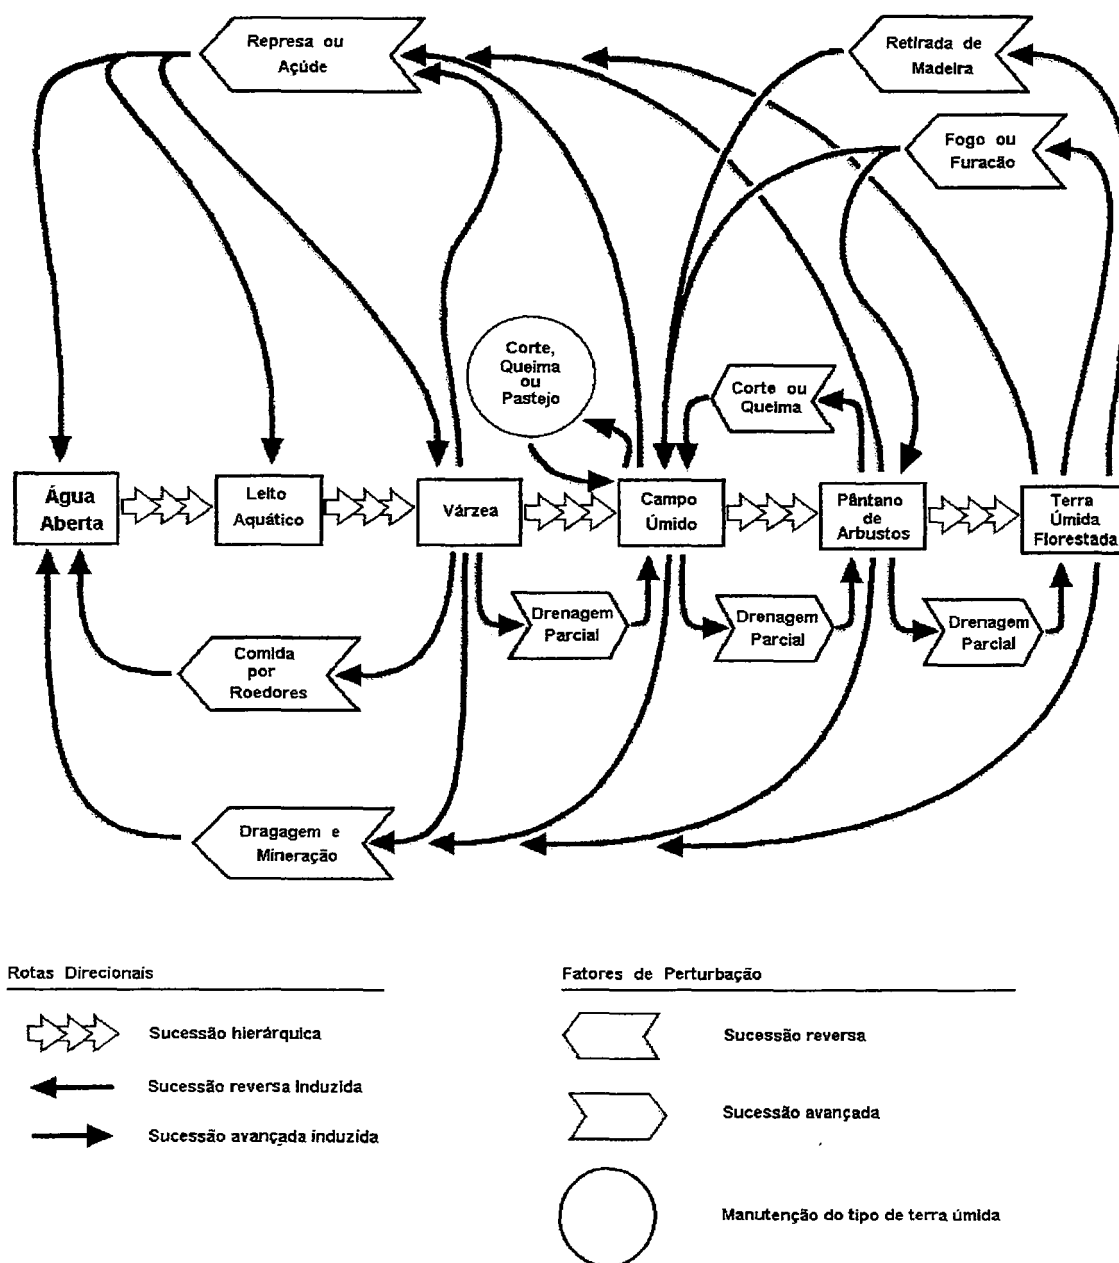 Represa ou
Açúde
Retirada de
Madeira
Fogo ou
Furacão
Corte,
Queima
ou
Pastejo
Corte ou
Queima
Água
Aberta
Leito
Aquático
Várzea
Campo
Úmido
Pântano
de
Arbustos
Terra
Úmida
Florestada
Drenagem
Parcial
Drenagem
Parcial
Drenagem
Parcial
Comida
por
Roedores
Dragagem e
Mineração
Rotas Direcionais
Sucessão hierárquica
Sucessão reversa induzida
Sucessão avançada induzida
Fatores de Perturbação
Sucessão reversa
Sucessão avançada
Manutenção do tipo de terra úmida